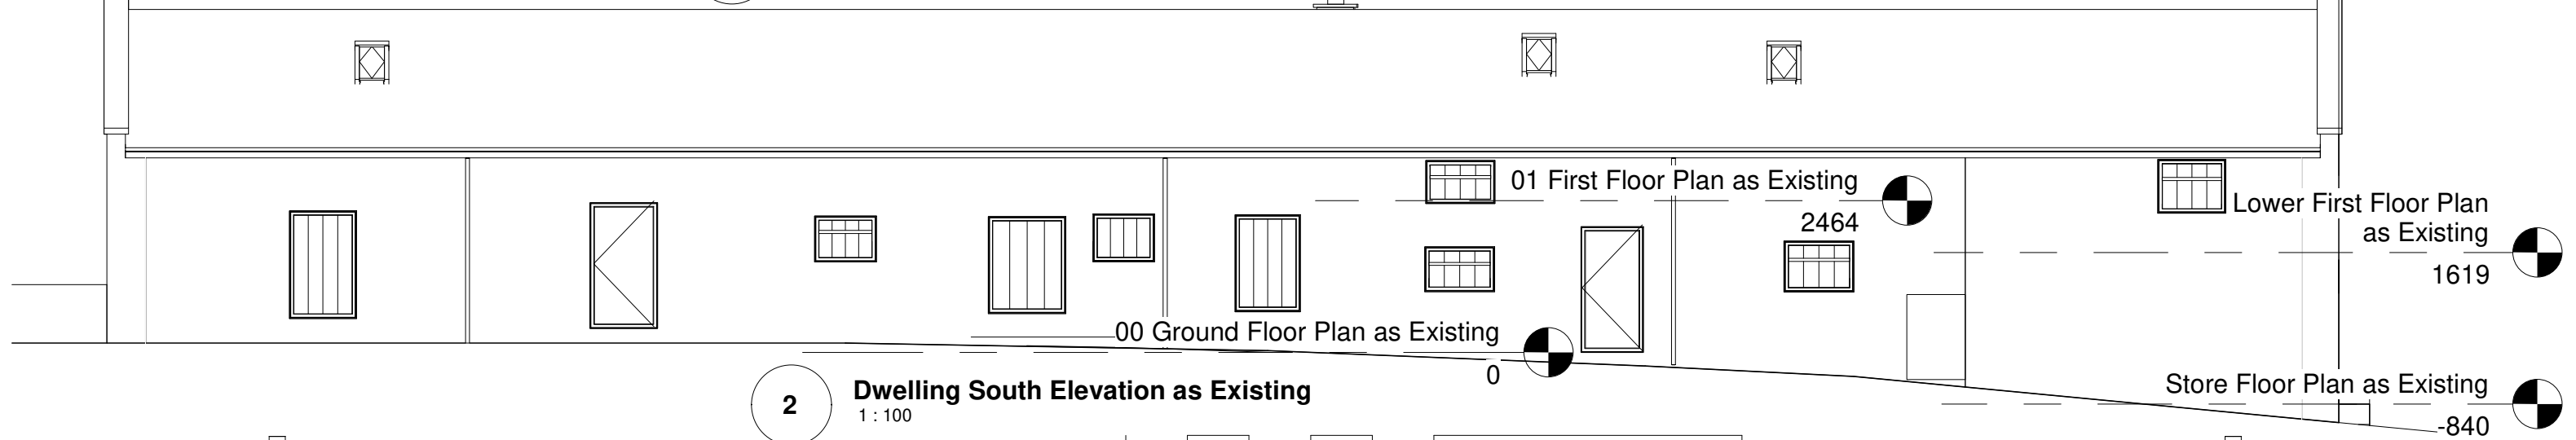 01 First Floor Plan as Existing
2464
Lower First Floor Plan
as Existing
1619
00 Ground Floor Plan as Existing
0
2
Dwelling South Elevation as Existing
1 : 100
Store Floor Plan as Existing
-840